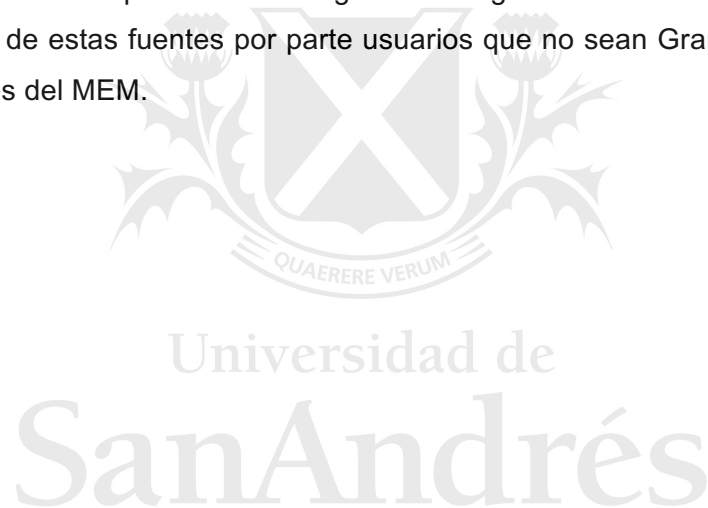 de estas fuentes por parte usuarios que no sean Gra
s del MEM.
QUAERERE VERUM
Universidad de
SanAndrés